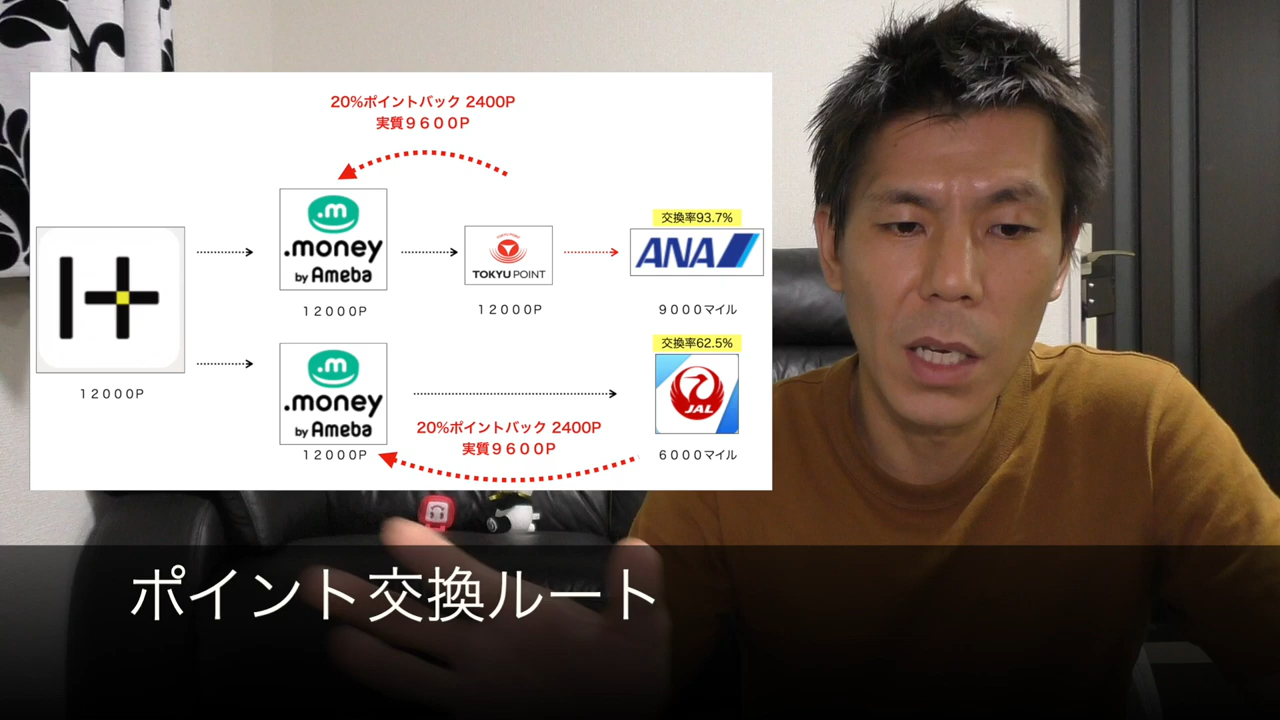 20%ポイントバック 2400P
実質９６００P
.m
.money
by Ameba
１２０００P
TOKYU POINT
TOKYU POINT
１２０００P
交換率93.7%
ANA
９０００マイル
１２０００P
.m
.money
by Ameba
１２０００P
20%ポイントバック 2400P
実質９６００P
交換率62.5%
JAL
６０００マイル
ポイント交換ルート